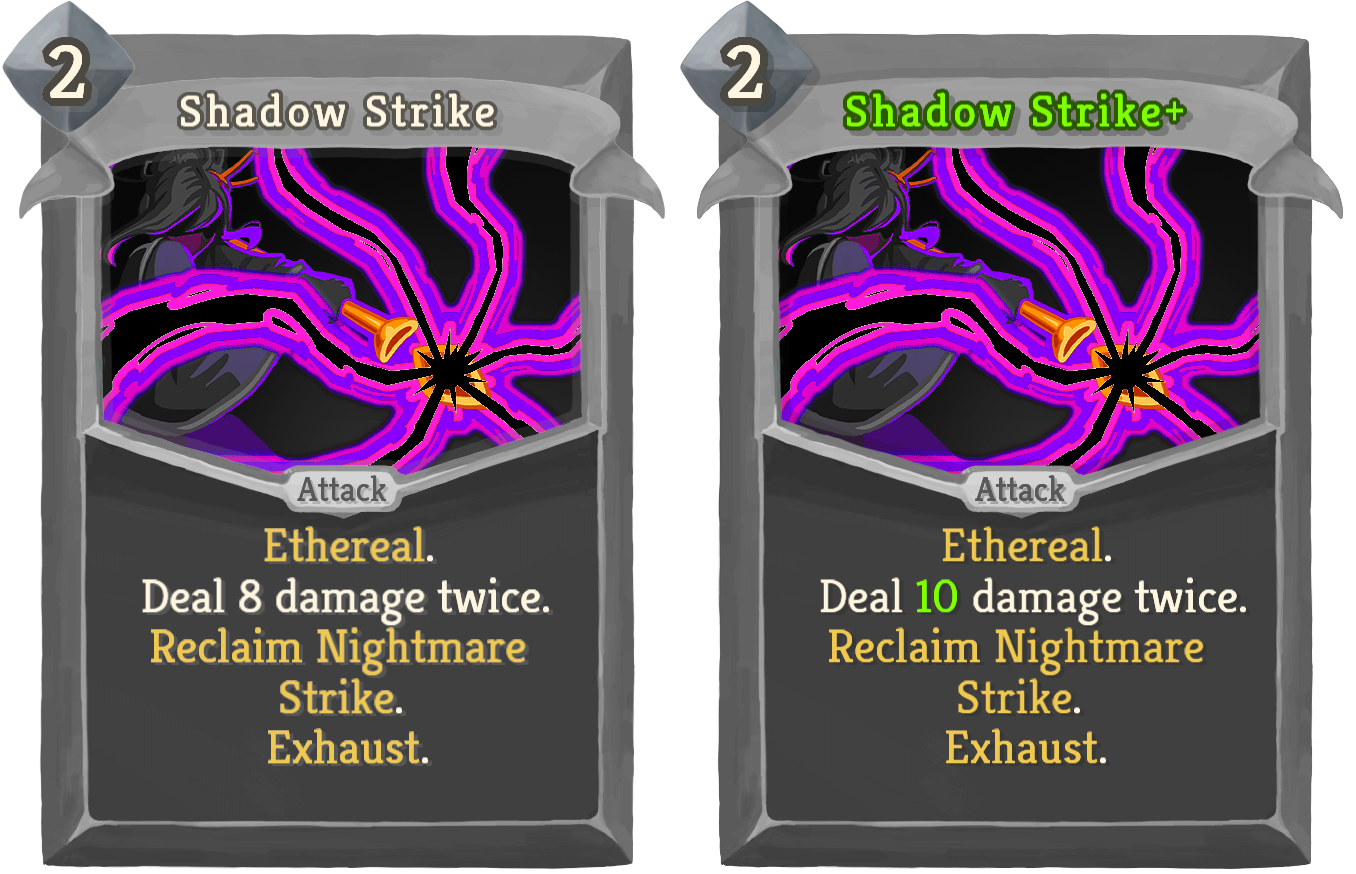 2
Shadow Strike
Attack
Ethereal.
Deal 8 damage twice.
Reclaim Nightmare
Strike.
Exhaust.
2
Shadow Strike+
Attack
Ethereal.
Deal 10 damage twice.
Reclaim Nightmare
Strike.
Exhaust.